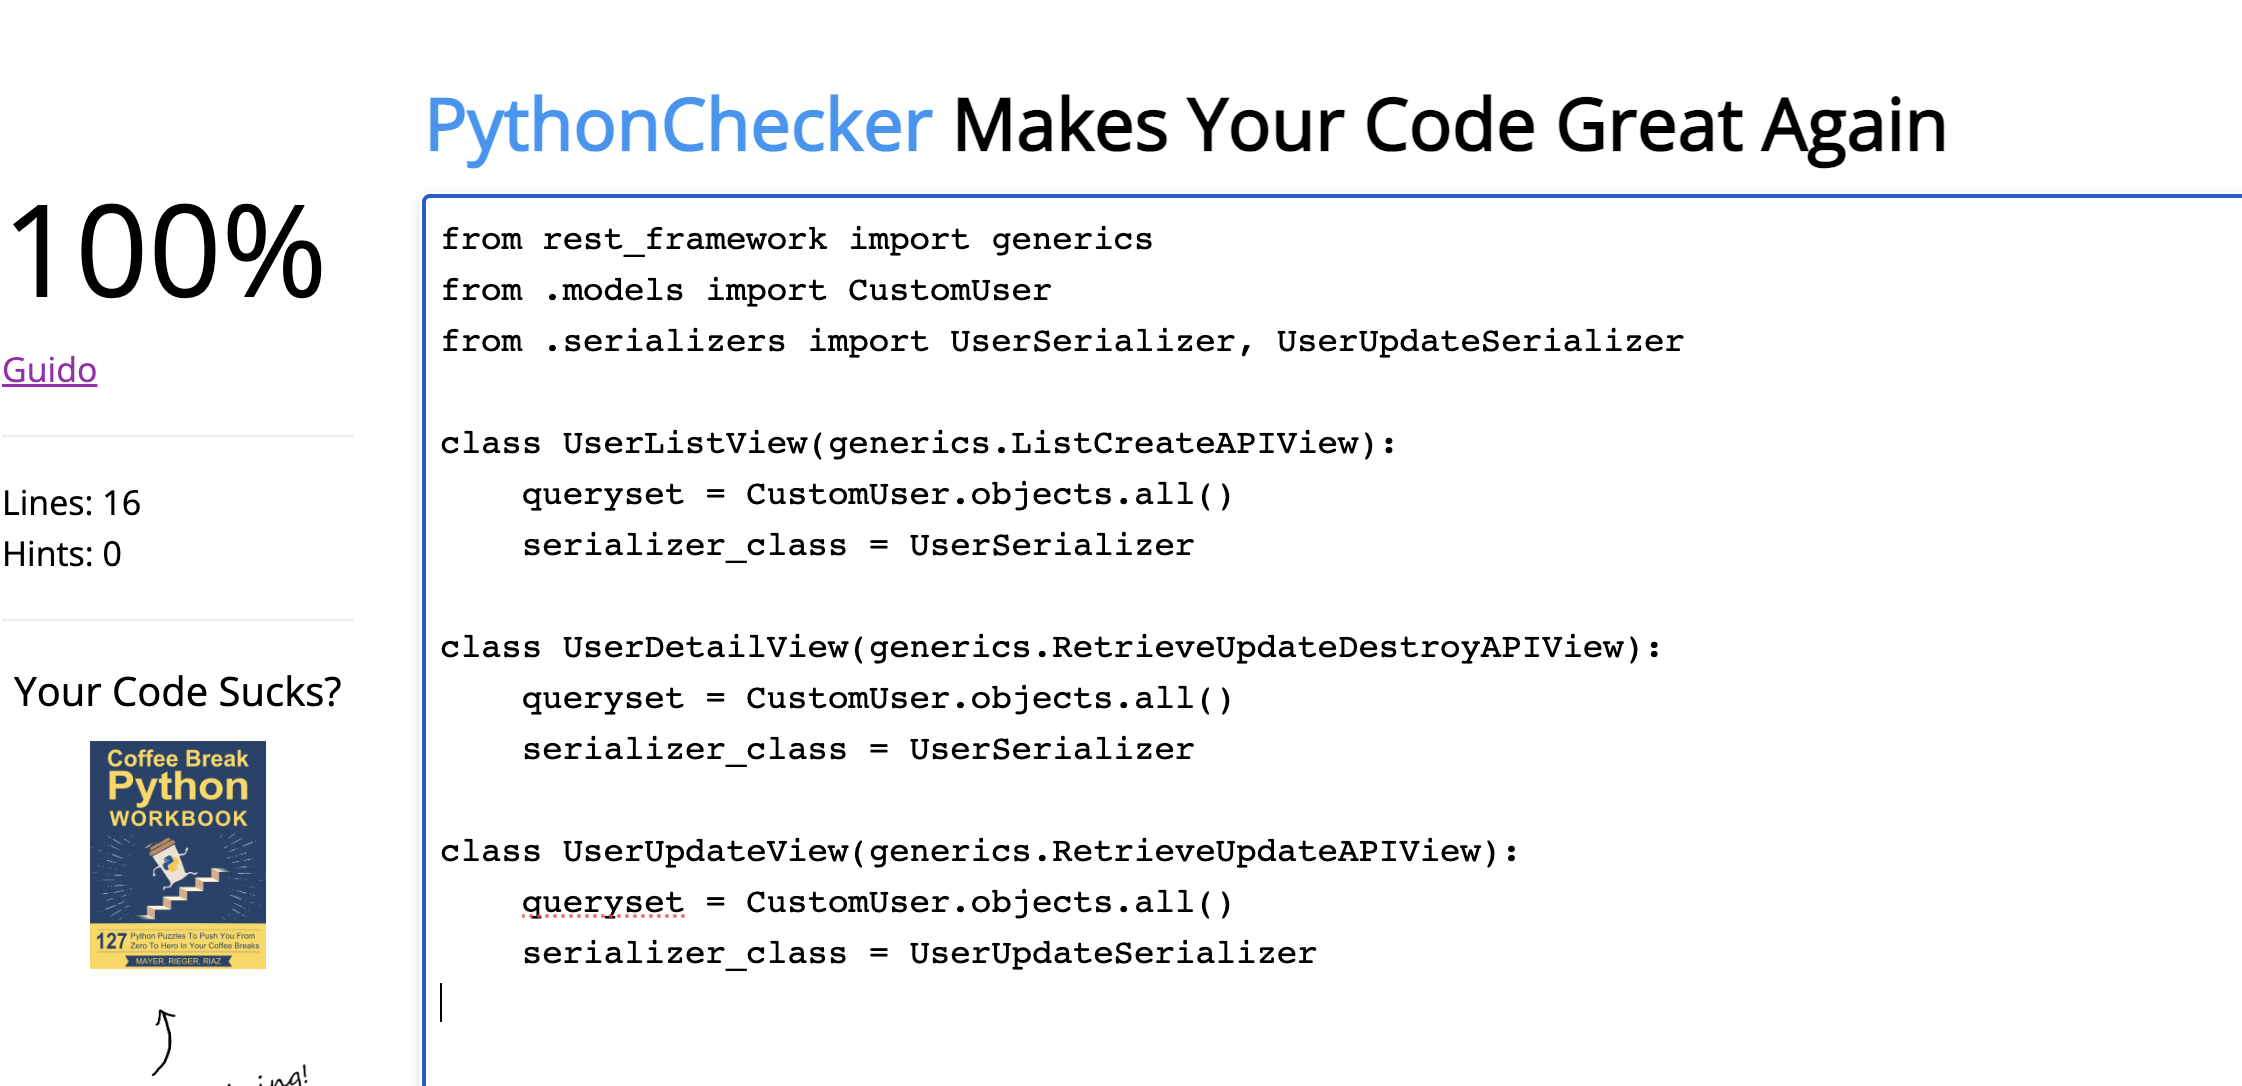 PythonChecker Makes Your Code Great Again
100%
Guido
Lines: 16
Hints: 0
Your Code Sucks?
Coffee Break
Python
WORKBOOK
127 Python Puzzles To Push You From
Zero To Hero In Your Coffee Breaks
MAYER, RIEGER, RIAZ
from rest_framework import generics
from .models import CustomUser
from .serializers import UserSerializer, UserUpdateSerializer
class UserListView(generics.ListCreateAPIView):
    queryset = CustomUser.objects.all()
    serializer_class = UserSerializer
class UserDetailView(generics.RetrieveUpdateDestroyAPIView):
    queryset = CustomUser.objects.all()
    serializer_class = UserSerializer
class UserUpdateView(generics.RetrieveUpdateAPIView):
    queryset = CustomUser.objects.all()
    serializer_class = UserUpdateSerializer